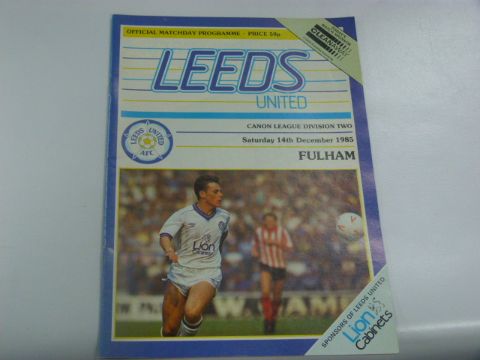 OFFICIAL MATCHDAY PROGRAMME - PRICE 50p
CLEANAWAY
LEEDS
UNITED
CANON LEAGUE DIVISION TWO
Saturday 14th December 1985
FULHAM
LEEDS UNITED
AFC
Lion
SPONSORS OF LEEDS UNITED
Lion
Cabinets